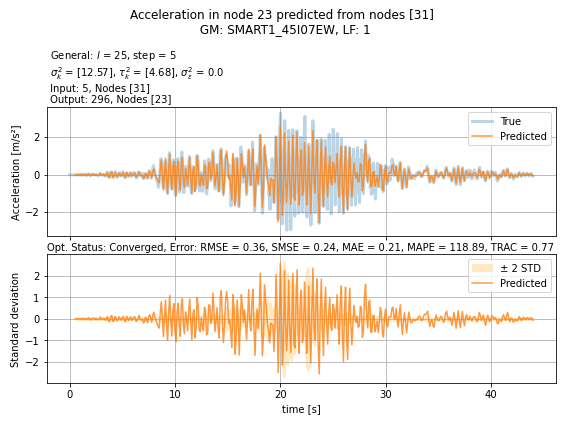 Acceleration in node 23 predicted from nodes [31]
GM: SMART1_45I07EW, LF: 1
General: l = 25, step = 5
σ_k^2 = [12.57], τ_k^2 = [4.68], σ_ε^2 = 0.0
Input: 5, Nodes [31]
Output: 296, Nodes [23]
Acceleration [m/s²]
2
0
−2
True
Predicted
Opt. Status: Converged, Error: RMSE = 0.36, SMSE = 0.24, MAE = 0.21, MAPE = 118.89, TRAC = 0.77
Standard deviation
2
1
0
−1
−2
± 2 STD
Predicted
0 10 20 30 40
time [s]